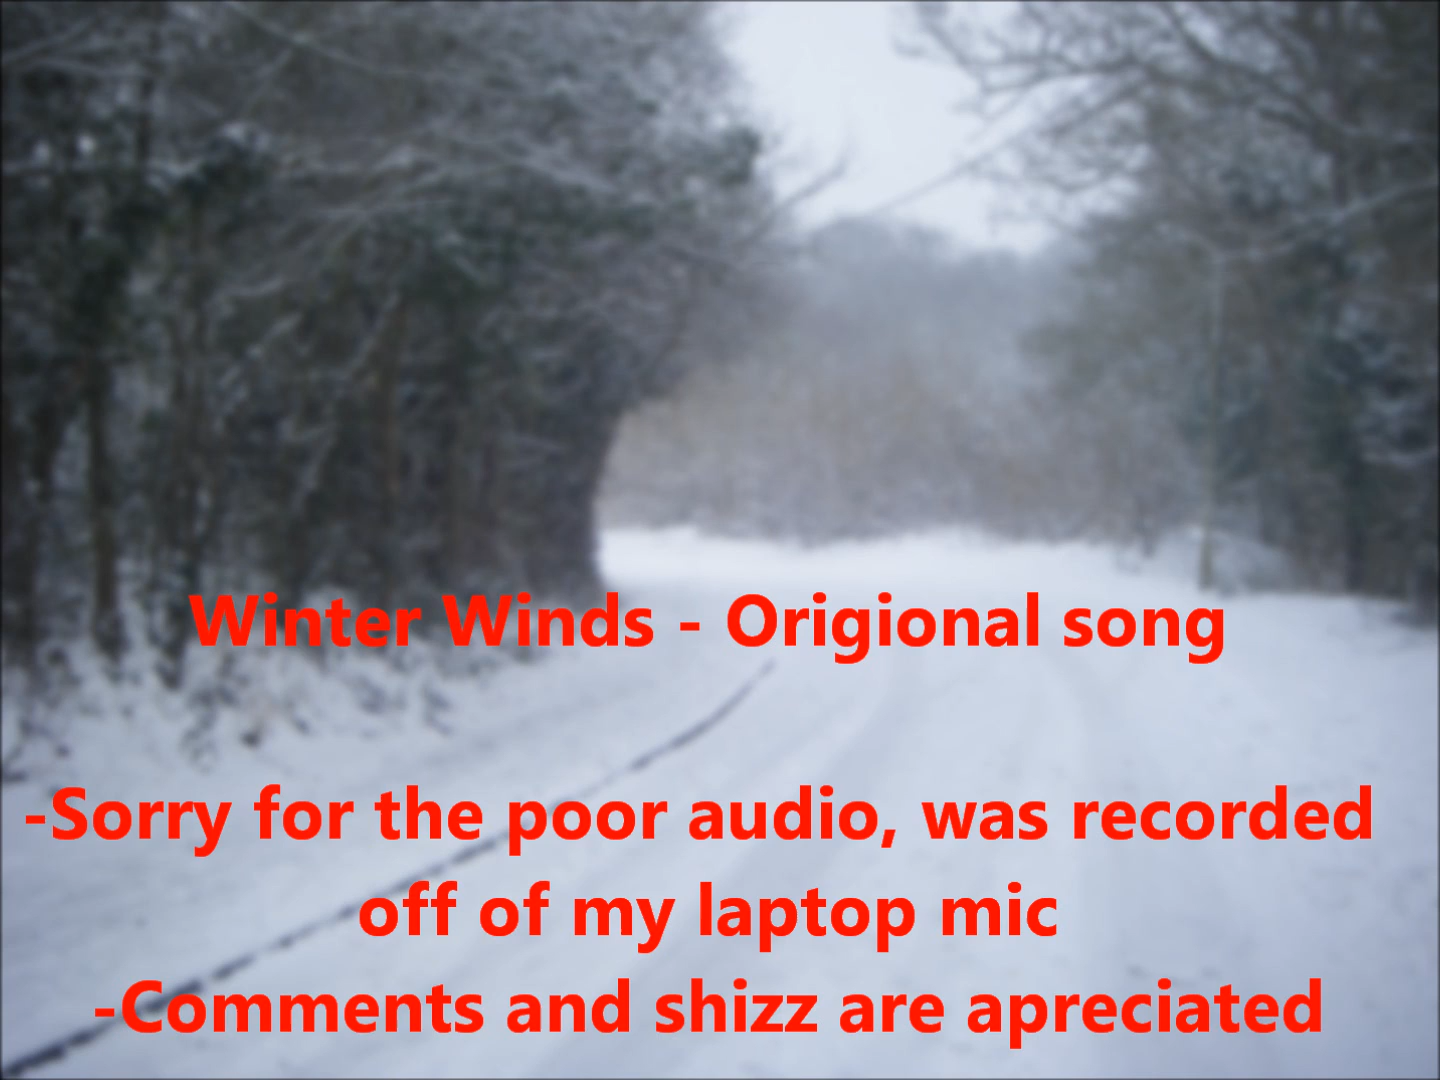 Winter Winds - Origional song
-Sorry for the poor audio, was recorded
off of my laptop mic
-Comments and shizz are apreciated